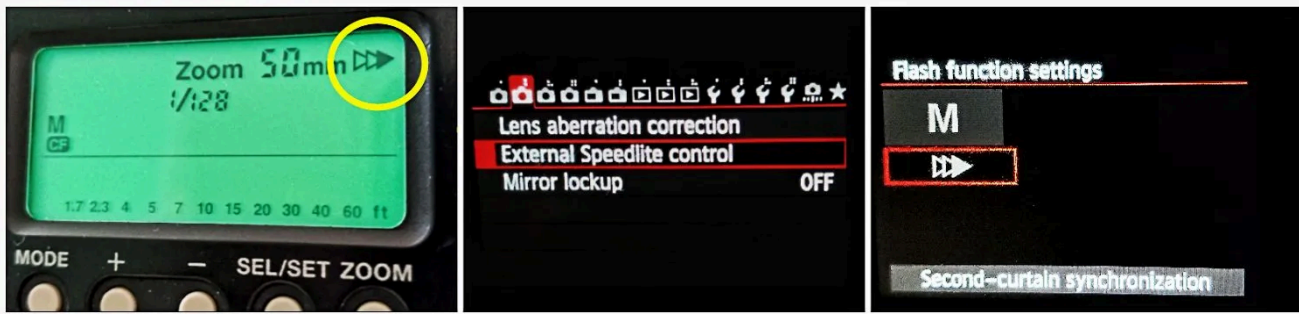 Zoom 50mm
1/128
M
CF
1.7 2.3 4 5 7 10 15 20 30 40 60 ft
MODE + – SEL/SET ZOOM
Lens aberration correction
External Speedlite control
Mirror lockup OFF
Flash function settings
M
Second-curtain synchronization